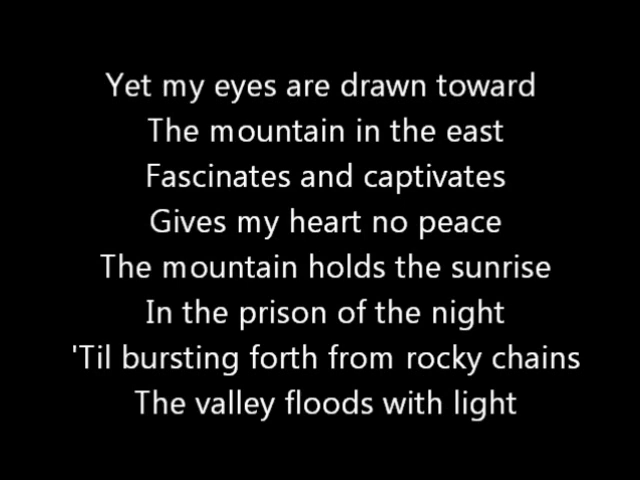 Yet my eyes are drawn toward
The mountain in the east
Fascinates and captivates
Gives my heart no peace
The mountain holds the sunrise
In the prison of the night
'Til bursting forth from rocky chains
The valley floods with light